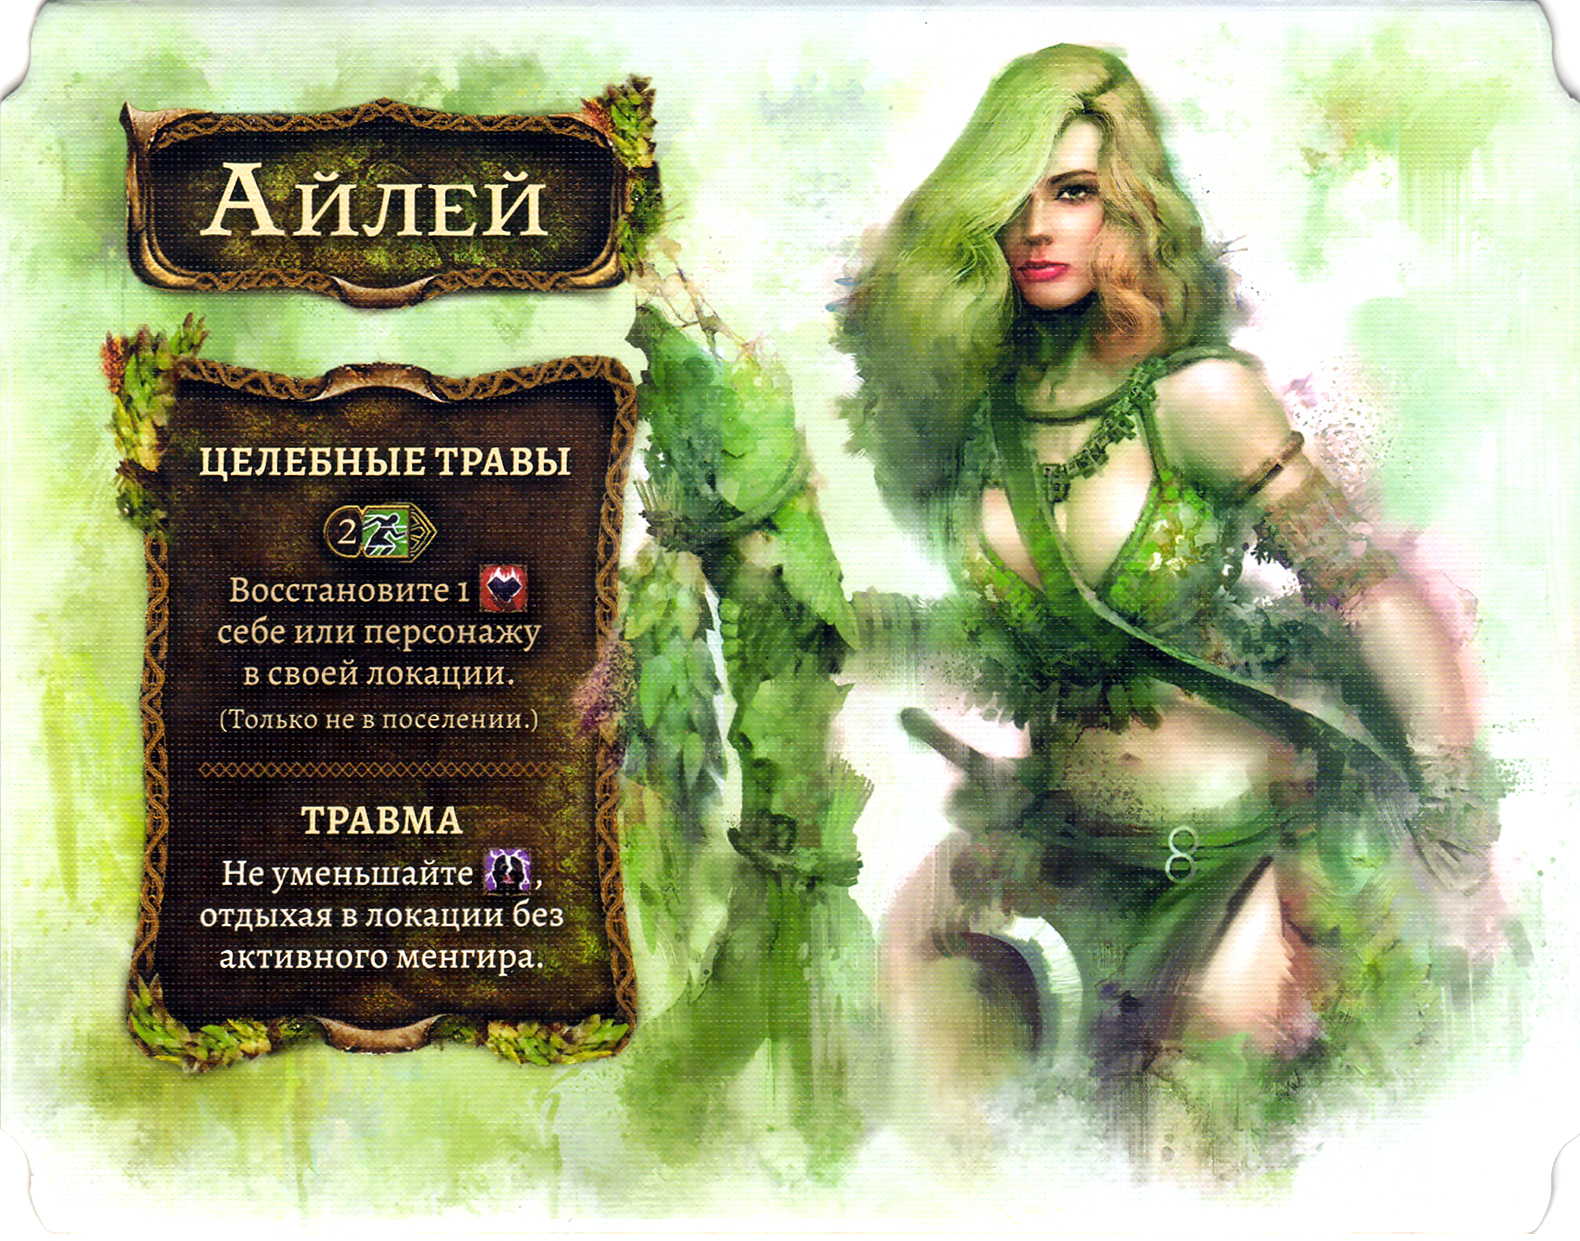 Айлей
ЦЕЛЕБНЫЕ ТРАВЫ
2
Восстановите 1
себе или персонажу
в своей локации.
(Только не в поселении.)
ТРАВМА
Не уменьшайте ,
отдыхая в локации без
активного менгира.